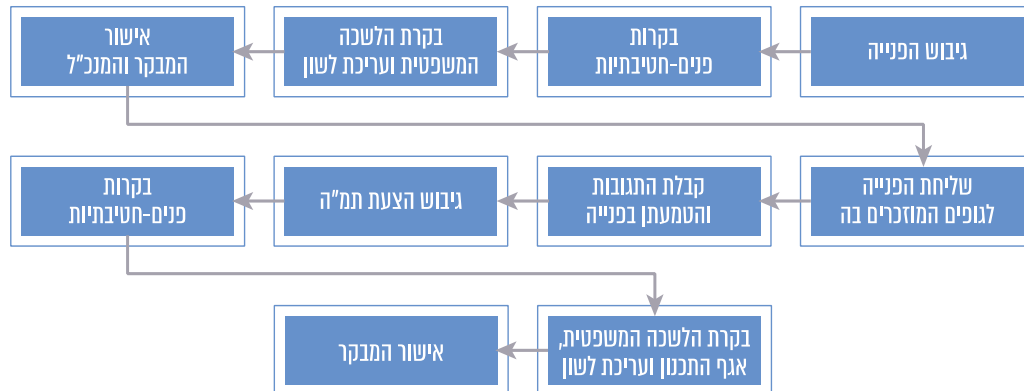 גיבוש הפנייה
בקרות
פנים-חטיבתיות
בקרת הלשכה
המשפטית ועריכת לשון
אישור
המבקר והמנכ"ל
שליחת הפנייה
לגופים המוזכרים בה
קבלת התגובות
והטמעתן בפנייה
גיבוש הצעת תמ"ה
בקרות
פנים-חטיבתיות
בקרת הלשכה המשפטית,
אגף התכנון ועריכת לשון
אישור המבקר